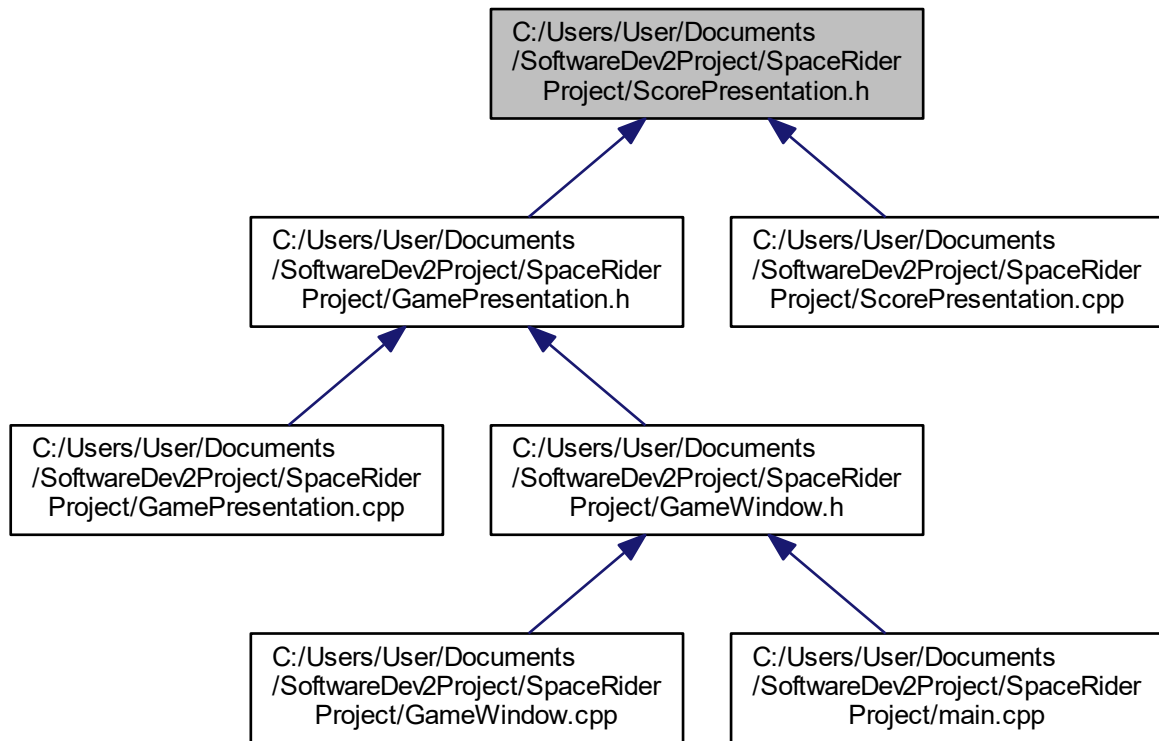 C:/Users/User/Documents
/SoftwareDev2Project/SpaceRider
Project/ScorePresentation.h
C:/Users/User/Documents
/SoftwareDev2Project/SpaceRider
Project/GamePresentation.h
C:/Users/User/Documents
/SoftwareDev2Project/SpaceRider
Project/ScorePresentation.cpp
C:/Users/User/Documents
/SoftwareDev2Project/SpaceRider
Project/GamePresentation.cpp
C:/Users/User/Documents
/SoftwareDev2Project/SpaceRider
Project/GameWindow.h
C:/Users/User/Documents
/SoftwareDev2Project/SpaceRider
Project/GameWindow.cpp
C:/Users/User/Documents
/SoftwareDev2Project/SpaceRider
Project/main.cpp